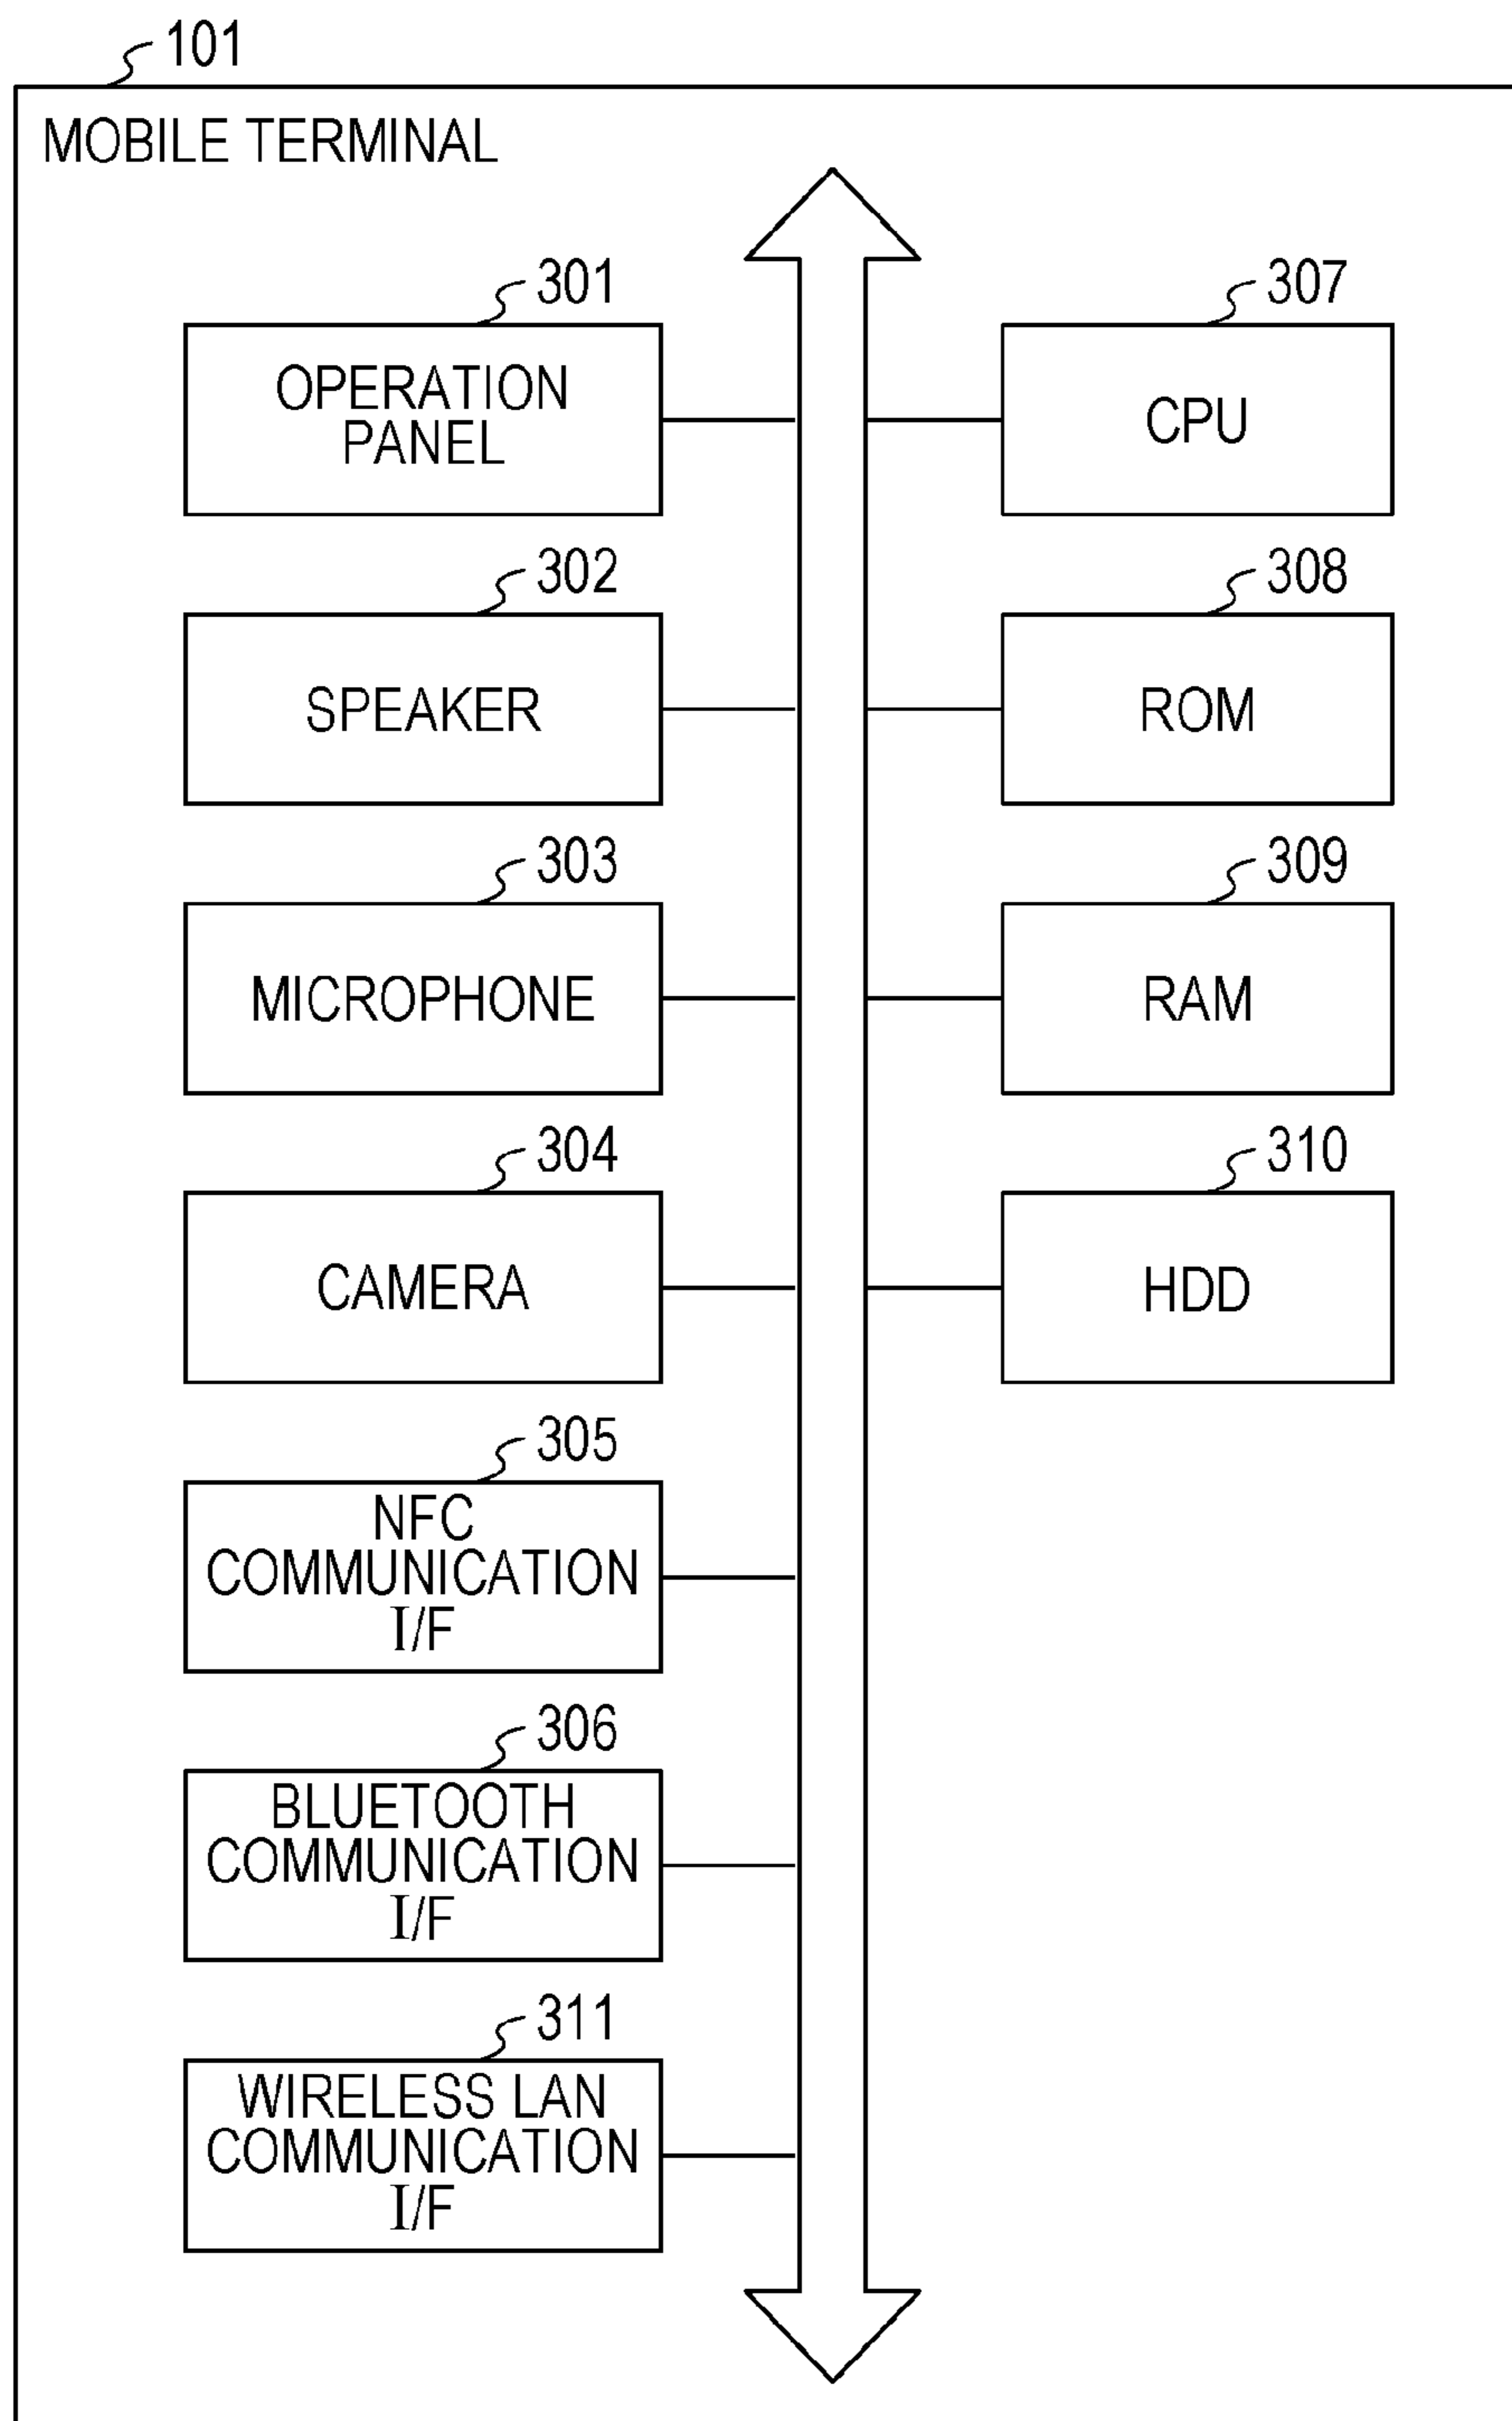 101
MOBILE TERMINAL
301
OPERATION
PANEL
302
SPEAKER
303
MICROPHONE
304
CAMERA
305
NFC
COMMUNICATION
I/F
306
BLUETOOTH
COMMUNICATION
I/F
311
WIRELESS LAN
COMMUNICATION
I/F
307
CPU
308
ROM
309
RAM
310
HDD